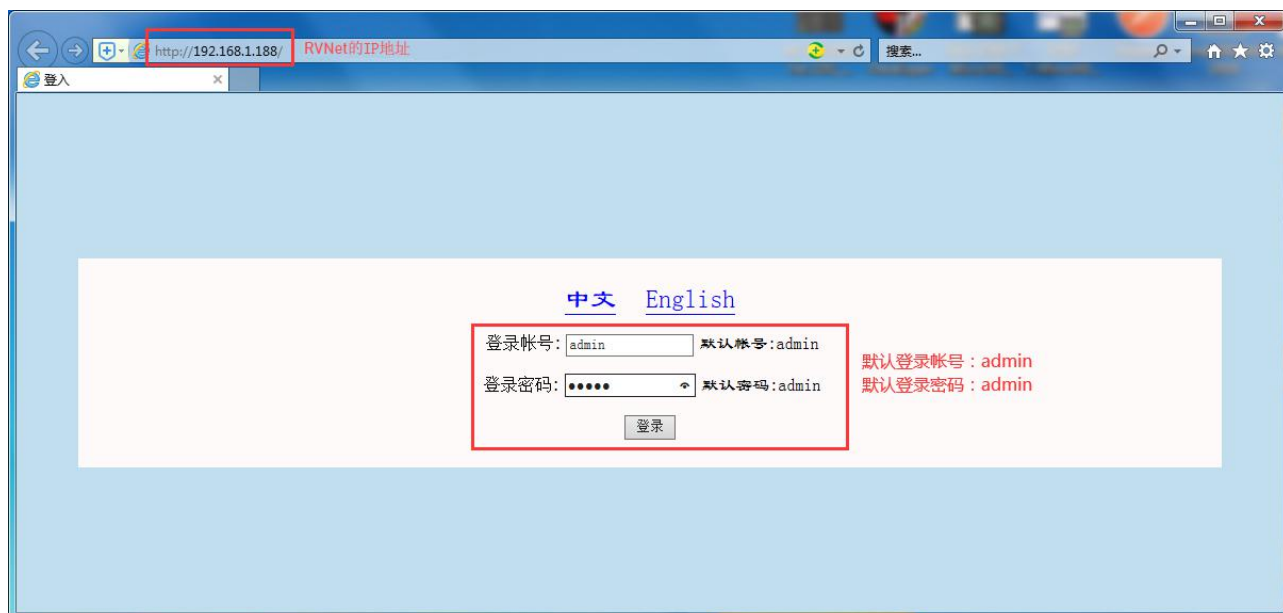 http://192.168.1.188/ RVNet的IP地址 搜索...
登入
中文 English
登录帐号: admin 默认帐号:admin
默认登录帐号：admin
登录密码: ●●●●● 默认密码:admin
默认登录密码：admin
登录